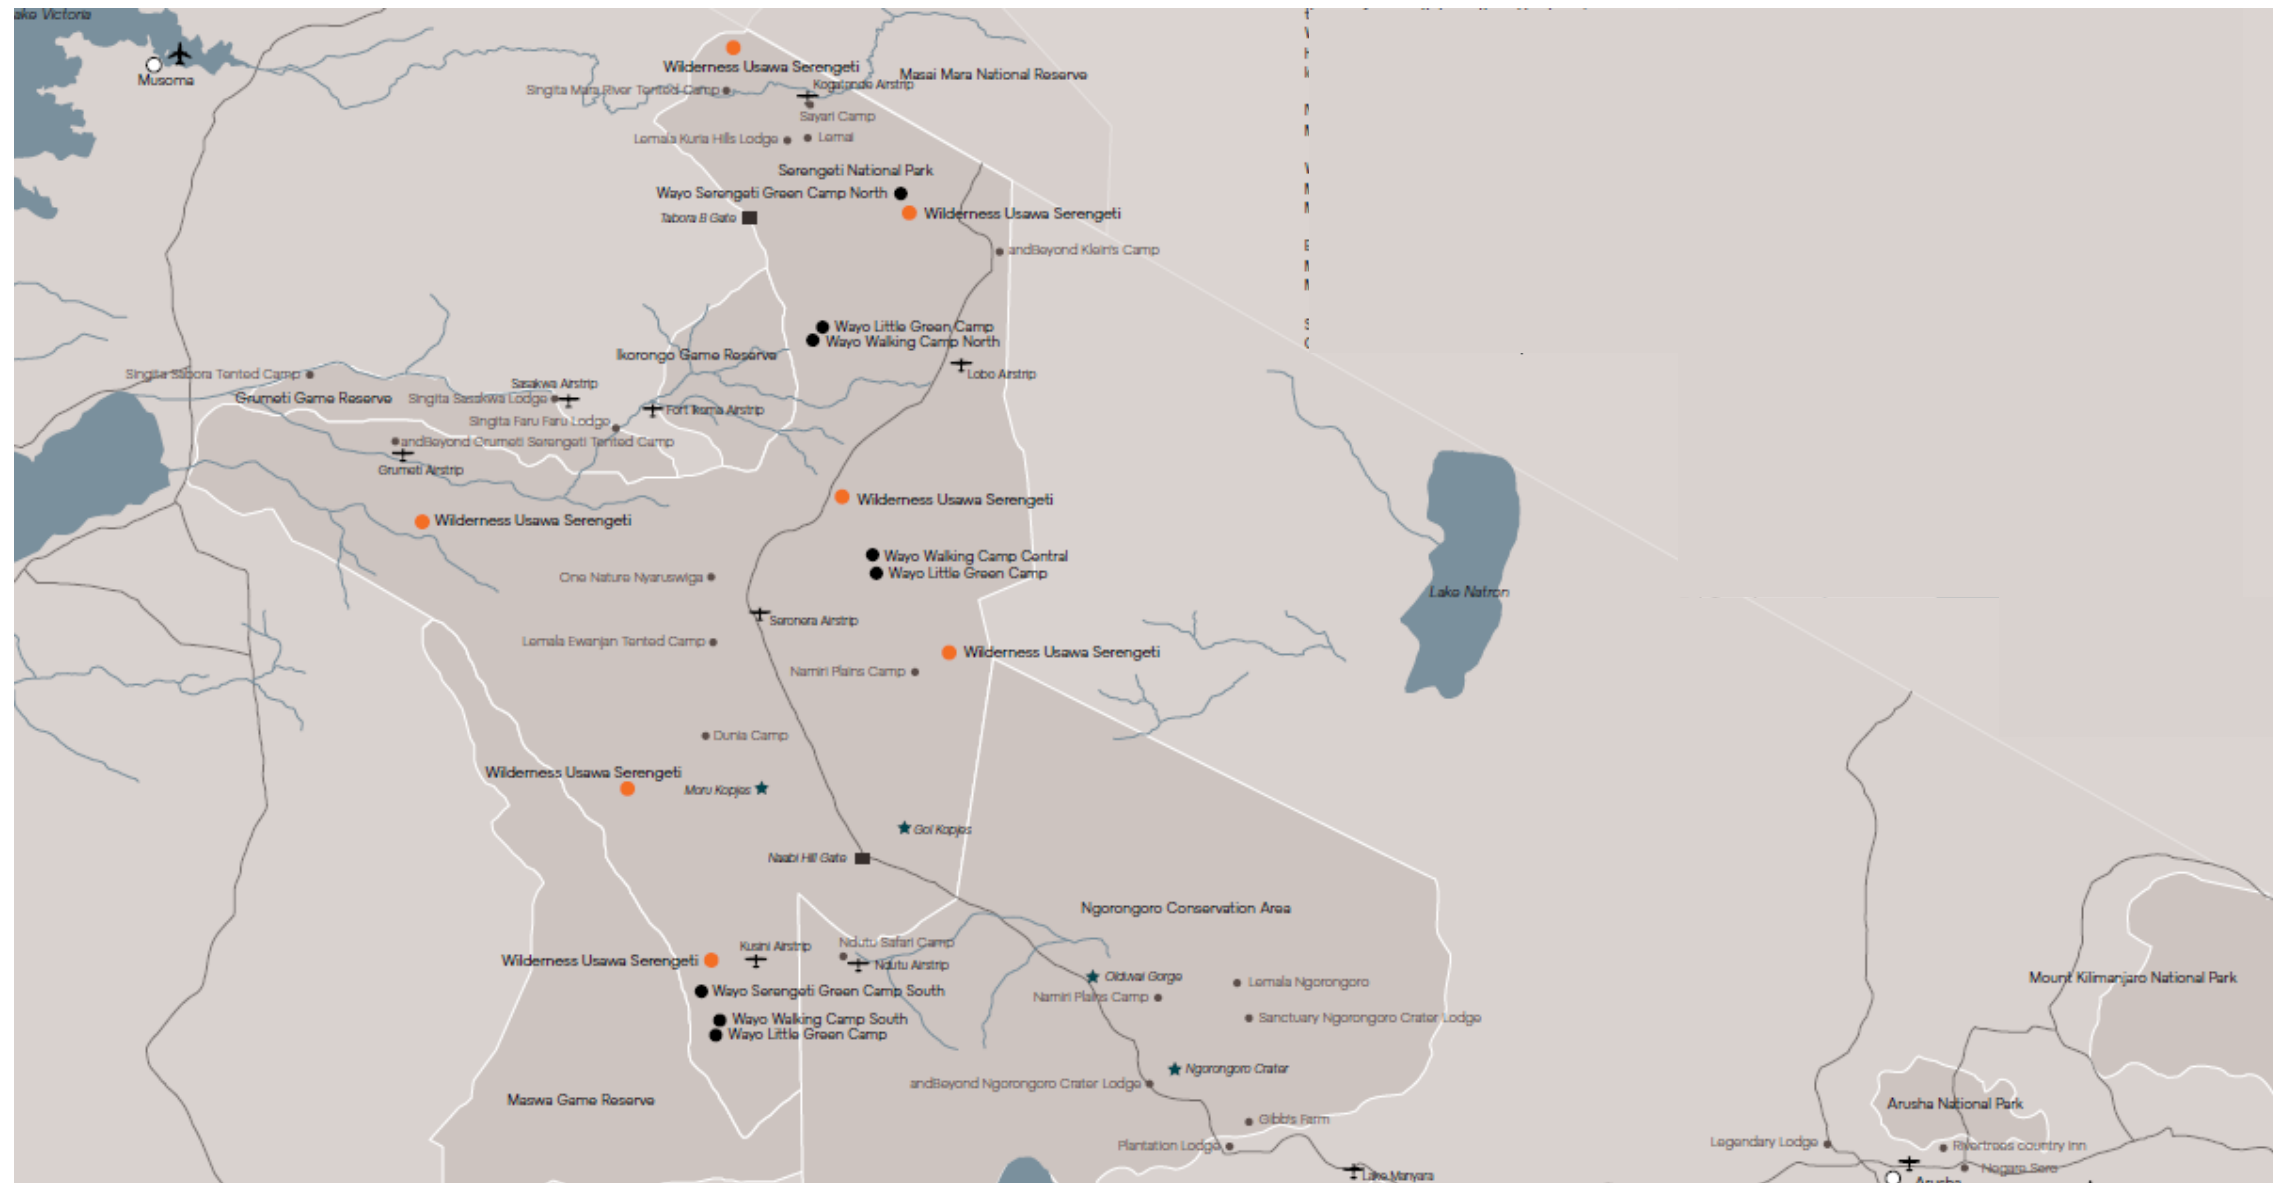 Lake Victoria
Musoma
Wilderness Usawa Serengeti
Masai Mara National Reserve
Singita Mara River Tented Camp
Kogatende Airstrip
Sayari Camp
Lemala Kuria Hills Lodge
Lemal
Serengeti National Park
Wayo Serengeti Green Camp North
Tabora B Gate
Wilderness Usawa Serengeti
andBeyond Klein's Camp
Wayo Little Green Camp
Wayo Walking Camp North
Ikorongo Game Reserve
Lobo Airstrip
Singita Sabora Tented Camp
Sasakwa Airstrip
Grumeti Game Reserve
Singita Sasakwa Lodge
Fort Ikoma Airstrip
Singita Faru Faru Lodge
andBeyond Grumeti Serengeti Tented Camp
Grumeti Airstrip
Wilderness Usawa Serengeti
Wilderness Usawa Serengeti
Wayo Walking Camp Central
Wayo Little Green Camp
One Nature Nyaruswiga
Lake Natron
Seronera Airstrip
Lemala Ewanjan Tented Camp
Wilderness Usawa Serengeti
Namiri Plains Camp
Dunia Camp
Wilderness Usawa Serengeti
Moru Kopjes
Gol Kopjes
Naabi Hill Gate
Ngorongoro Conservation Area
Kusini Airstrip
Ndutu Safari Camp
Wilderness Usawa Serengeti
Ndutu Airstrip
Olduvai Gorge
Lemala Ngorongoro
Mount Kilimanjaro National Park
Wayo Serengeti Green Camp South
Namiri Plains Camp
Wayo Walking Camp South
Sanctuary Ngorongoro Crater Lodge
Wayo Little Green Camp
Ngorongoro Crater
andBeyond Ngorongoro Crater Lodge
Maswa Game Reserve
Arusha National Park
Gibb's Farm
Plantation Lodge
Legendary Lodge
Rivertrees country Inn
Lake Manyara
Negare Sero
Arusha